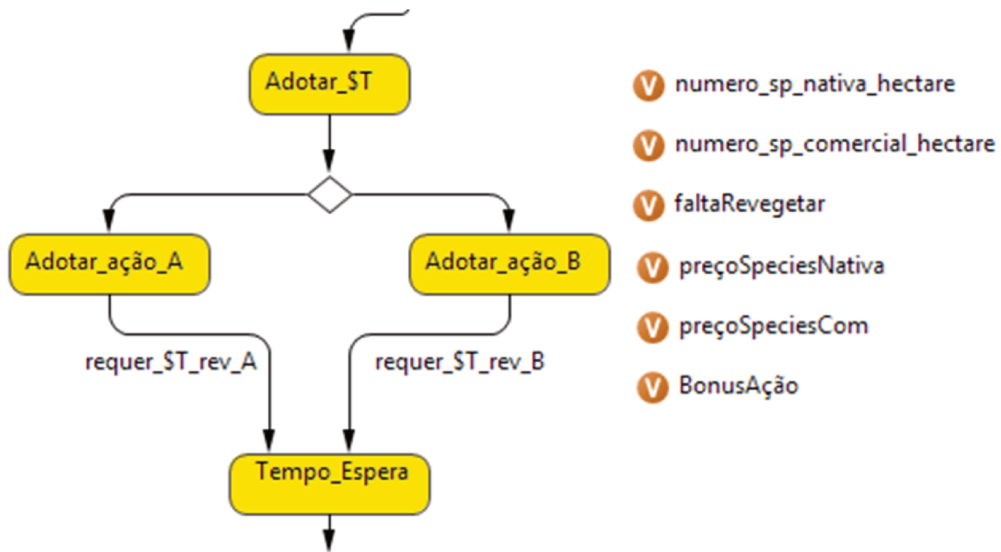 Adotar_$T
Adotar_ação_A
Adotar_ação_B
requer_$T_rev_A
requer_$T_rev_B
Tempo_Espera
V numero_sp_nativa_hectare
V numero_sp_comercial_hectare
V faltaRevegetar
V preçoSpeciesNativa
V preçoSpeciesCom
V BonusAção